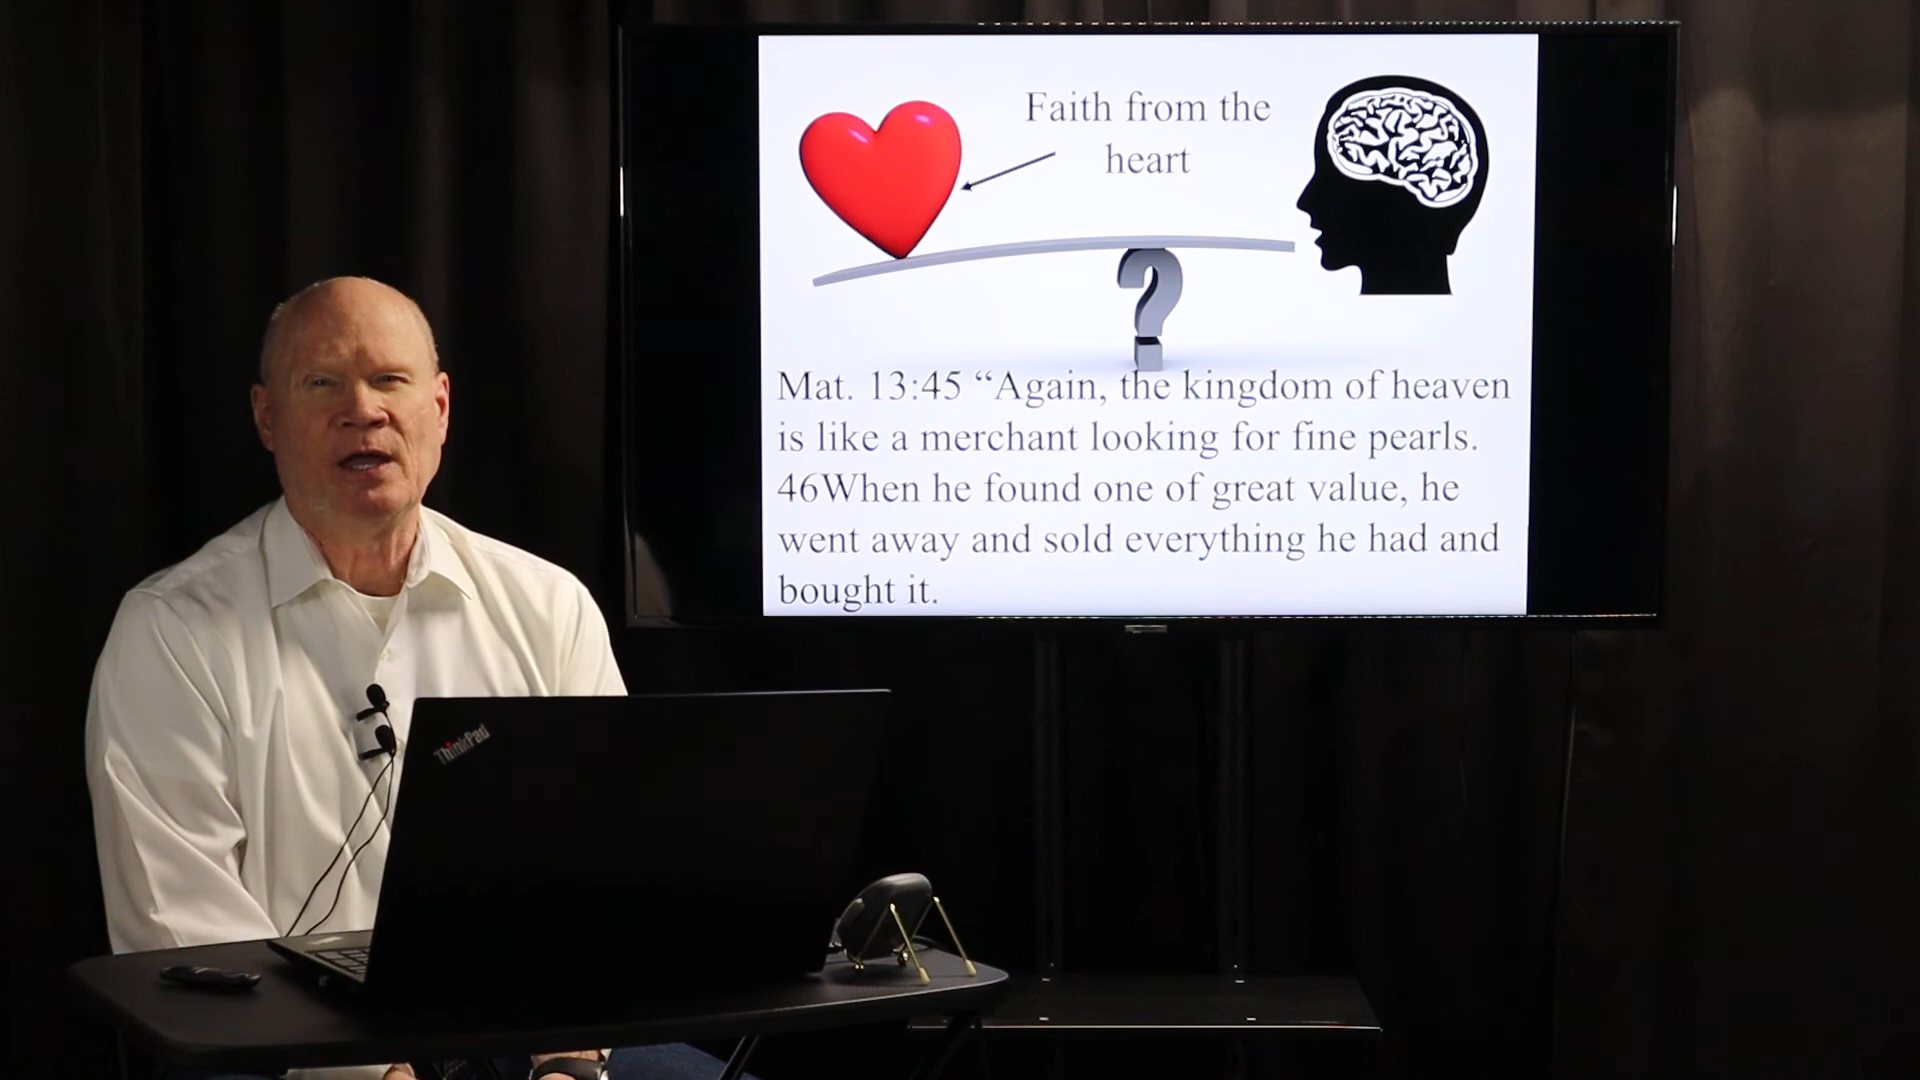 Faith from the
heart
Mat. 13:45 “Again, the kingdom of heaven
is like a merchant looking for fine pearls.
46When he found one of great value, he
went away and sold everything he had and
bought it.
ThinkPad